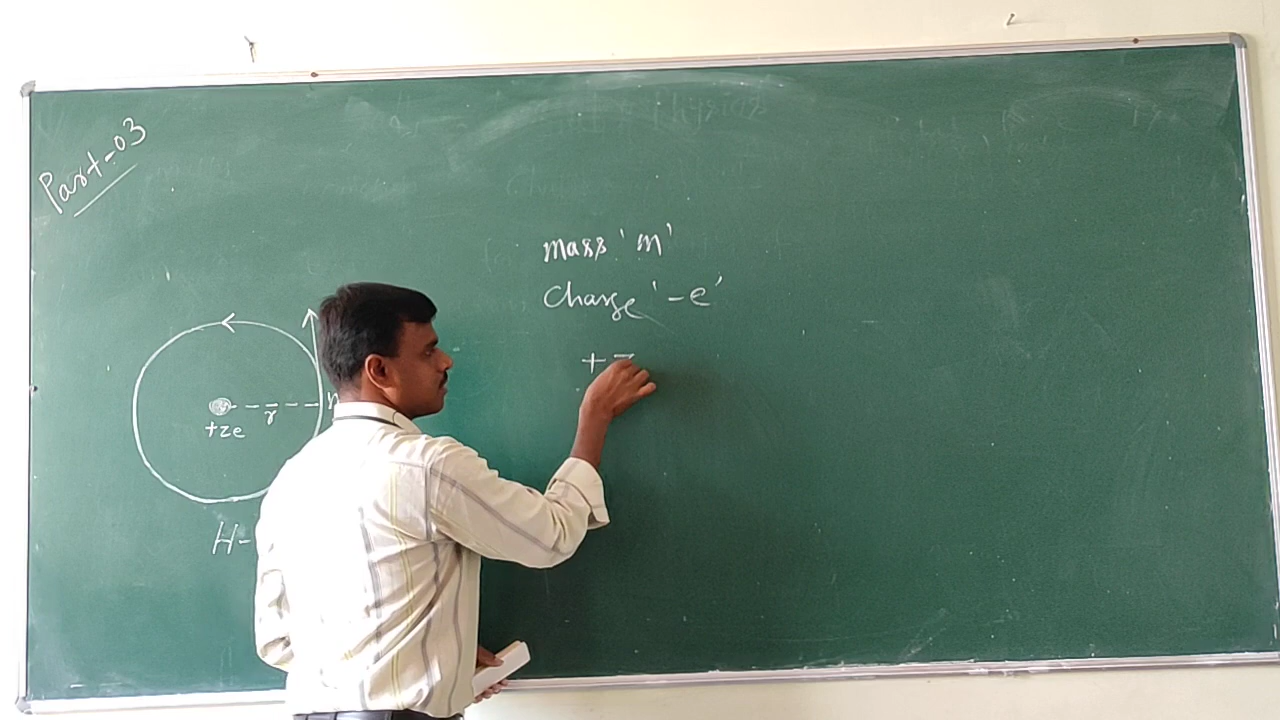 Part-03
mass 'm'
Charge '-e'
+
r
+ze
H-